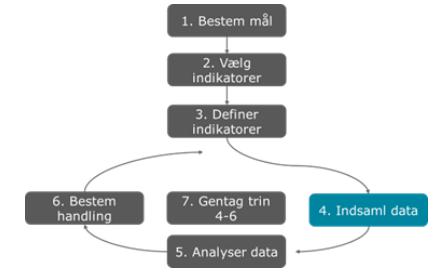 1. Bestem mål
2. Vælg
indikatorer
3. Definer
indikatorer
4. Indsaml data
5. Analyser data
6. Bestem
handling
7. Gentag trin
4-6